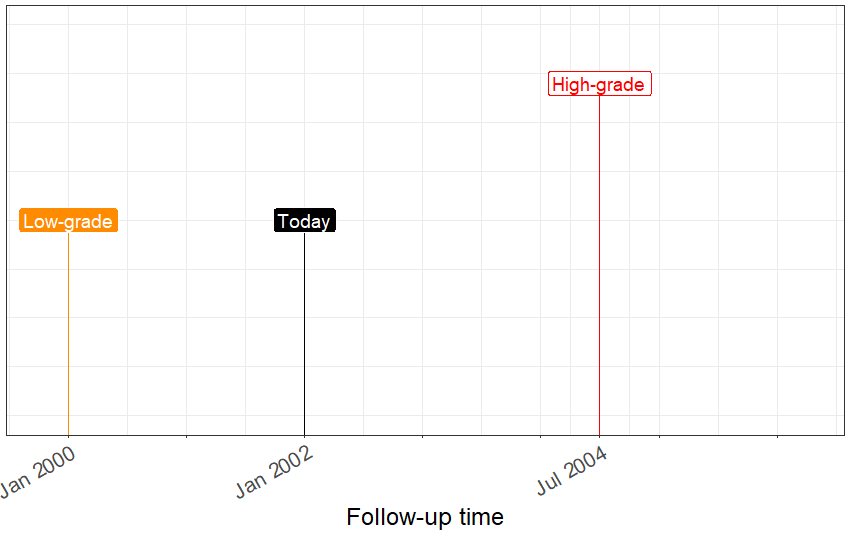 High-grade
Low-grade
Today
Jan 2000
Jan 2002
Jul 2004
Follow-up time